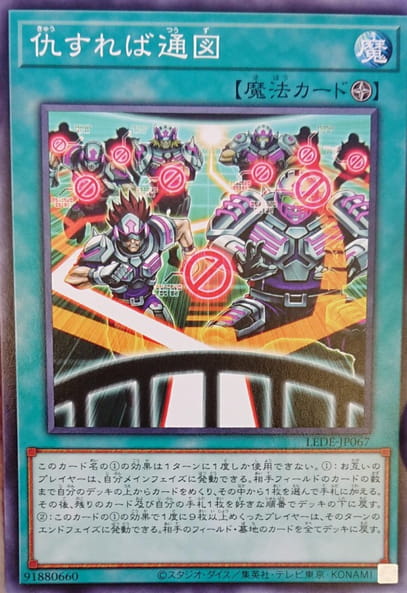 仇すれば通図
魔
【魔法カード】
LEDE-JP067
このカード名の①の効果は1ターンに1度しか使用できない。①:お互いの
プレイヤーは、自分メインフェイズに発動できる。相手フィールドのカードの数
まで自分のデッキの上からカードをめくり、その中から1枚を選んで手札に加える。
その後、残りのカード及び自分の手札1枚を好きな順番でデッキの下に戻す。
②:このカードの①の効果で1度に9枚以上めくったプレイヤーは、そのターンの
エンドフェイズに発動できる。相手のフィールド・墓地のカードを全てデッキに戻す。
91880660
©スタジオ・ダイス/集英社・テレビ東京・KONAMI